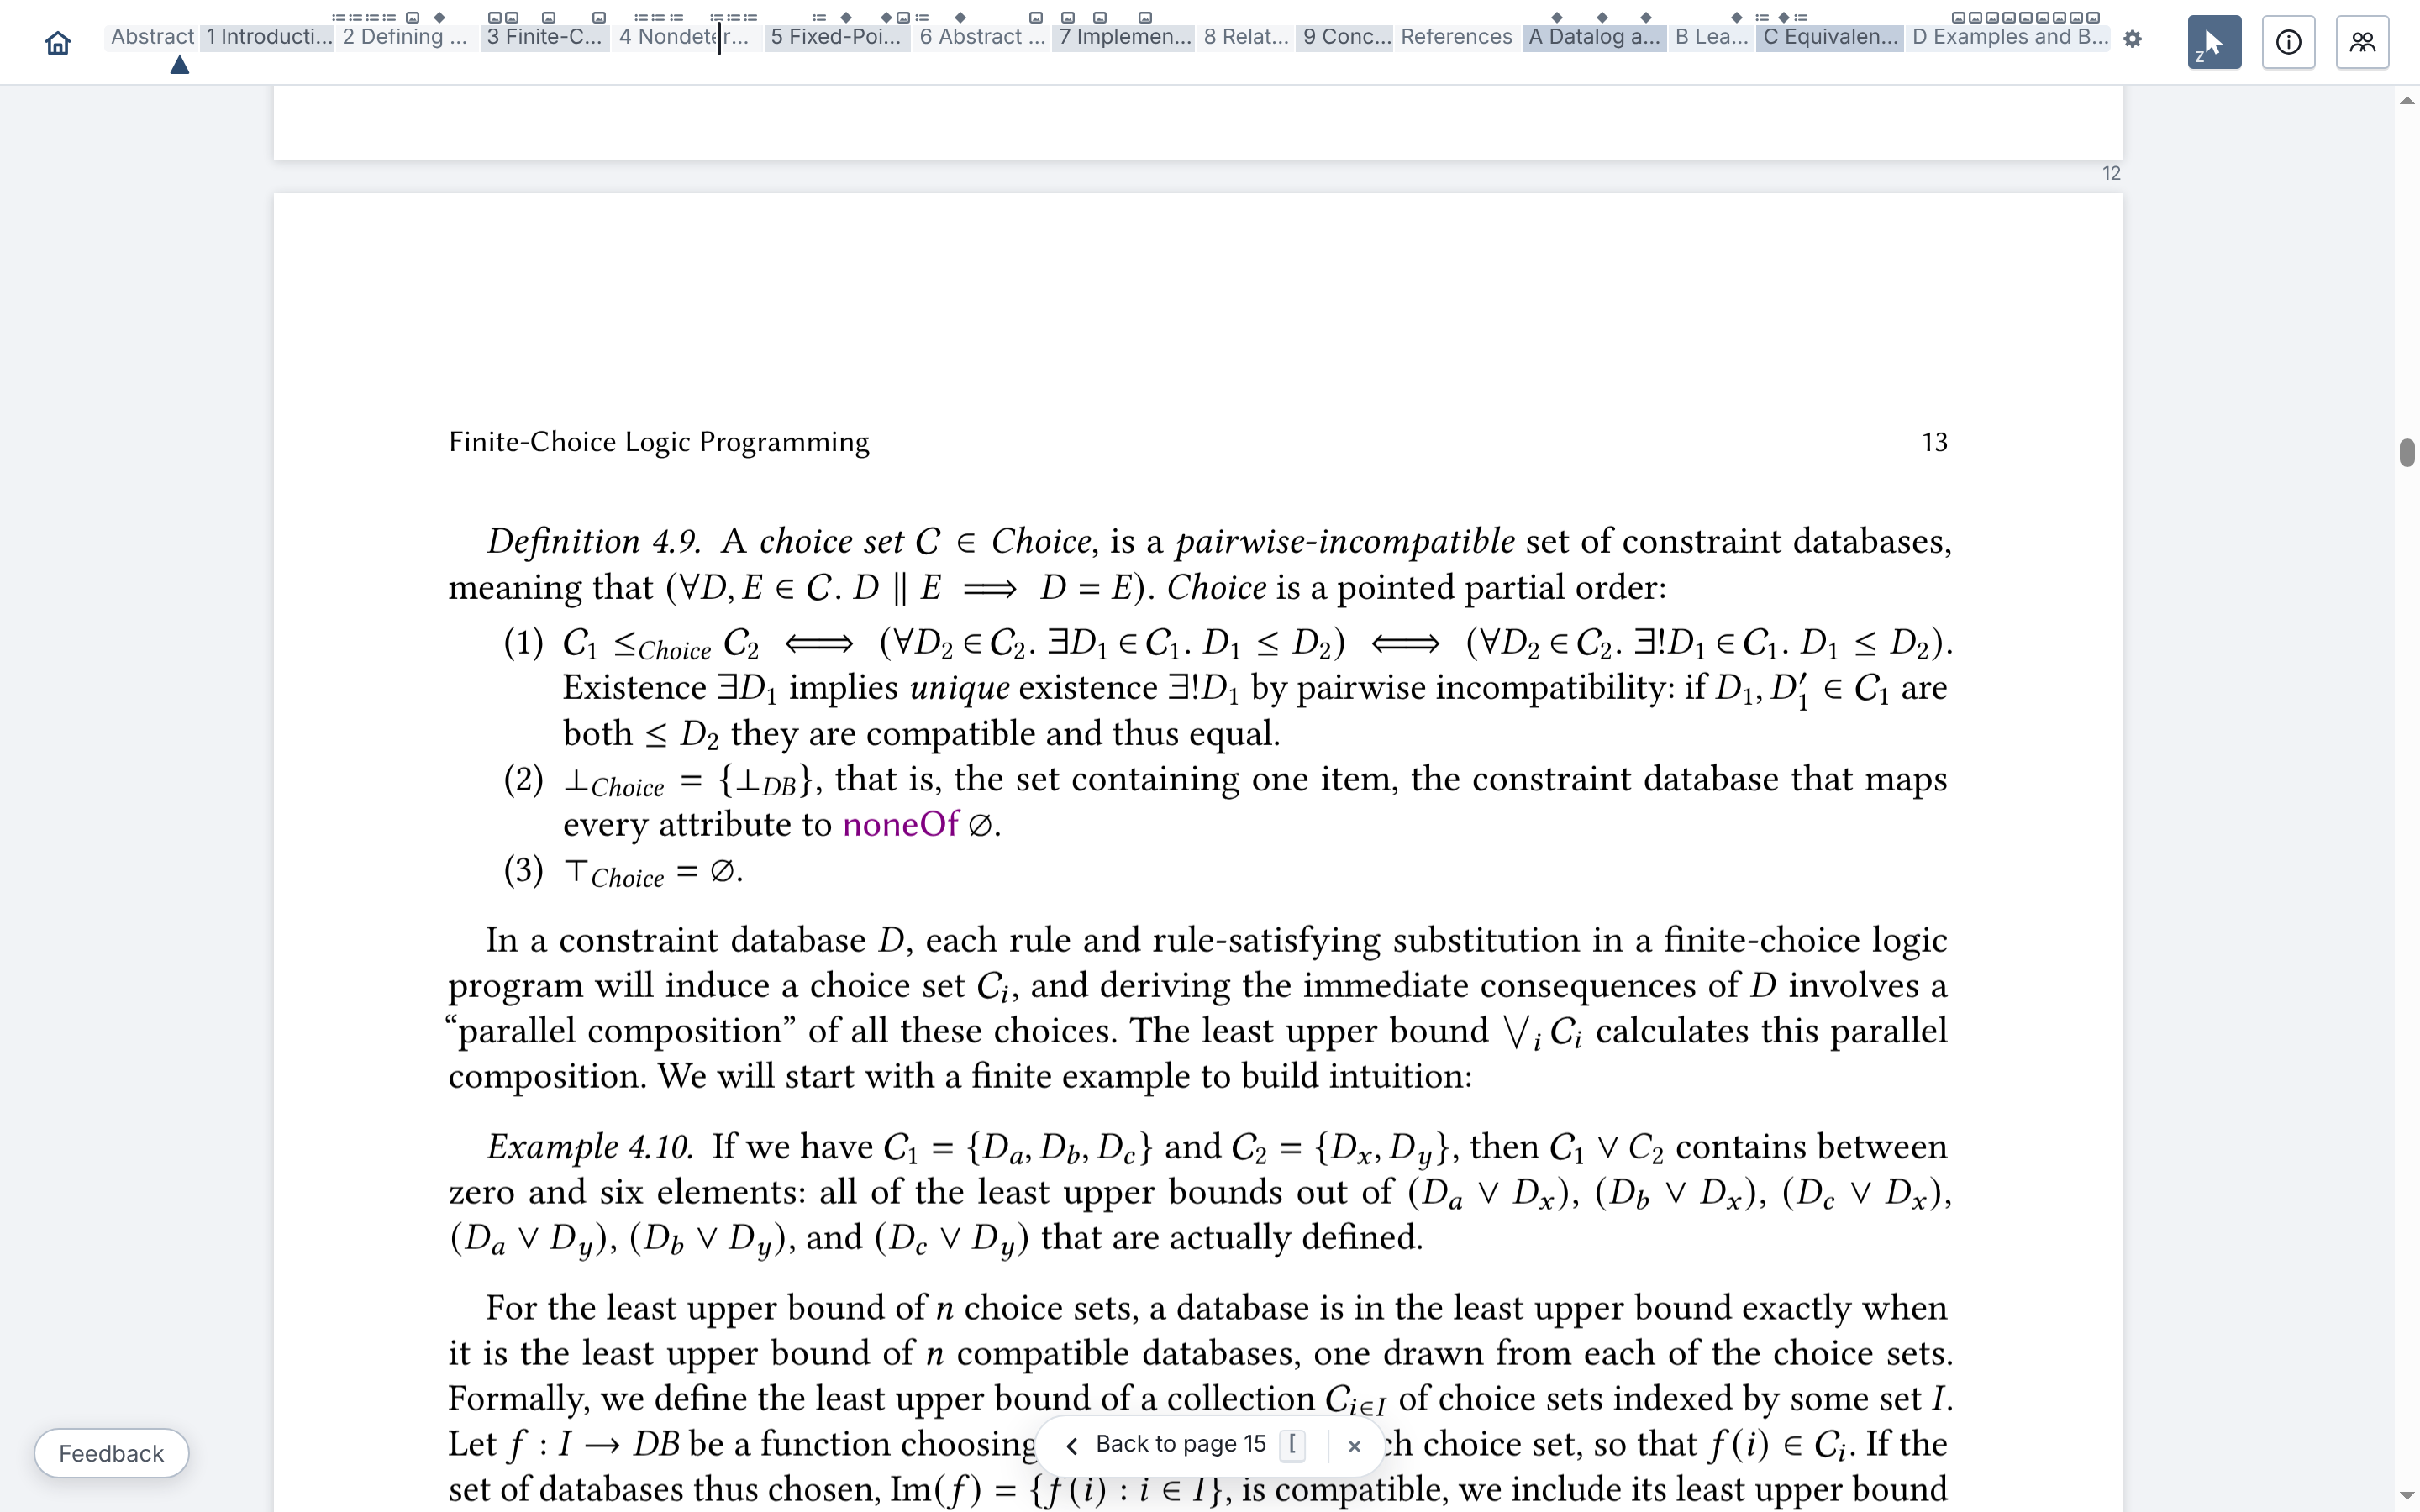 Abstract 1 Introducti... 2 Defining ... 3 Finite-C... 4 Nondeter... 5 Fixed-Poi... 6 Abstract ... 7 Implemen... 8 Relat... 9 Conc... References A Datalog a... B Lea... C Equivalen... D Examples and B... Z
12
Finite-Choice Logic Programming 13
Definition 4.9. A choice set 𝒞 ∈ Choice, is a pairwise-incompatible set of constraint databases,
meaning that (∀D, E ∈ 𝒞. D ∥ E ⟹ D = E). Choice is a pointed partial order:
(1) 𝒞₁ ≤_Choice 𝒞₂ ⟺ (∀D₂ ∈ 𝒞₂. ∃D₁ ∈ 𝒞₁. D₁ ≤ D₂) ⟺ (∀D₂ ∈ 𝒞₂. ∃!D₁ ∈ 𝒞₁. D₁ ≤ D₂).
Existence ∃D₁ implies unique existence ∃!D₁ by pairwise incompatibility: if D₁, D₁′ ∈ 𝒞₁ are
both ≤ D₂ they are compatible and thus equal.
(2) ⊥_Choice = {⊥_DB}, that is, the set containing one item, the constraint database that maps
every attribute to noneOf ∅.
(3) ⊤_Choice = ∅.
In a constraint database D, each rule and rule-satisfying substitution in a finite-choice logic
program will induce a choice set 𝒞ᵢ, and deriving the immediate consequences of D involves a
“parallel composition” of all these choices. The least upper bound ⋁ᵢ 𝒞ᵢ calculates this parallel
composition. We will start with a finite example to build intuition:
Example 4.10. If we have 𝒞₁ = {D_a, D_b, D_c} and 𝒞₂ = {D_x, D_y}, then 𝒞₁ ∨ C₂ contains between
zero and six elements: all of the least upper bounds out of (D_a ∨ D_x), (D_b ∨ D_x), (D_c ∨ D_x),
(D_a ∨ D_y), (D_b ∨ D_y), and (D_c ∨ D_y) that are actually defined.
For the least upper bound of n choice sets, a database is in the least upper bound exactly when
it is the least upper bound of n compatible databases, one drawn from each of the choice sets.
Formally, we define the least upper bound of a collection 𝒞_{i∈I} of choice sets indexed by some set I.
Let f : I → DB be a function choosing ch choice set, so that f(i) ∈ 𝒞ᵢ. If the
set of databases thus chosen, Im(f) = {f(i) : i ∈ I}, is compatible, we include its least upper bound
Back to page 15 [ ×
Feedback